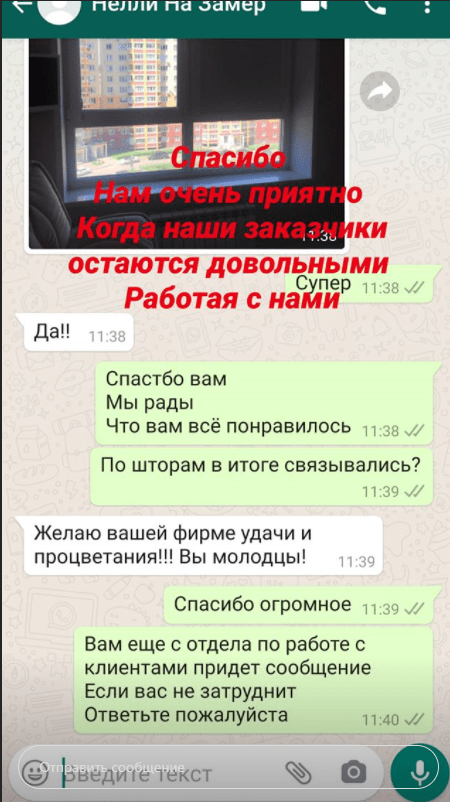 Нелли На Замер
Спасибо
Нам очень приятно
Когда наши заказчики
остаются довольными
Работая с нами
11:38
Супер 11:38
Да!! 11:38
Спастбо вам
Мы рады
Что вам всё понравилось 11:38
По шторам в итоге связывались?
11:39
Желаю вашей фирме удачи и
процветания!!! Вы молодцы! 11:39
Спасибо огромное 11:39
Вам еще с отдела по работе с
клиентами придет сообщение
Если вас не затруднит
Ответьте пожалуйста 11:40
Отправить сообщение
Введите текст